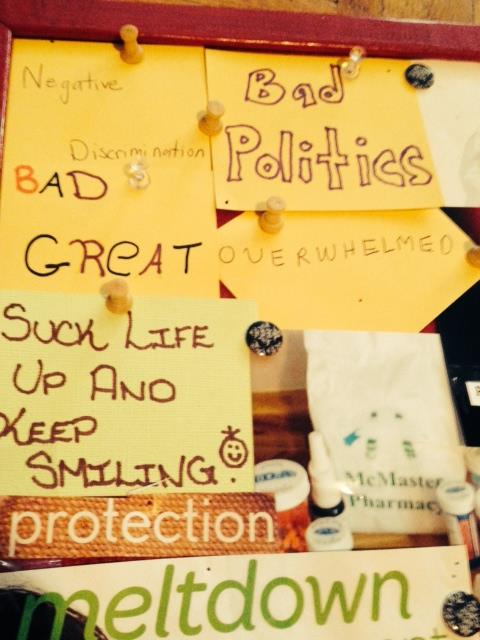 Negative
Discrimination
BAD
GREAT
Bad
Politics
OVERWHELMED
SUCK LIFE
UP AND
KEEP
SMILING!
McMaster
Pharmacy
protection
meltdown